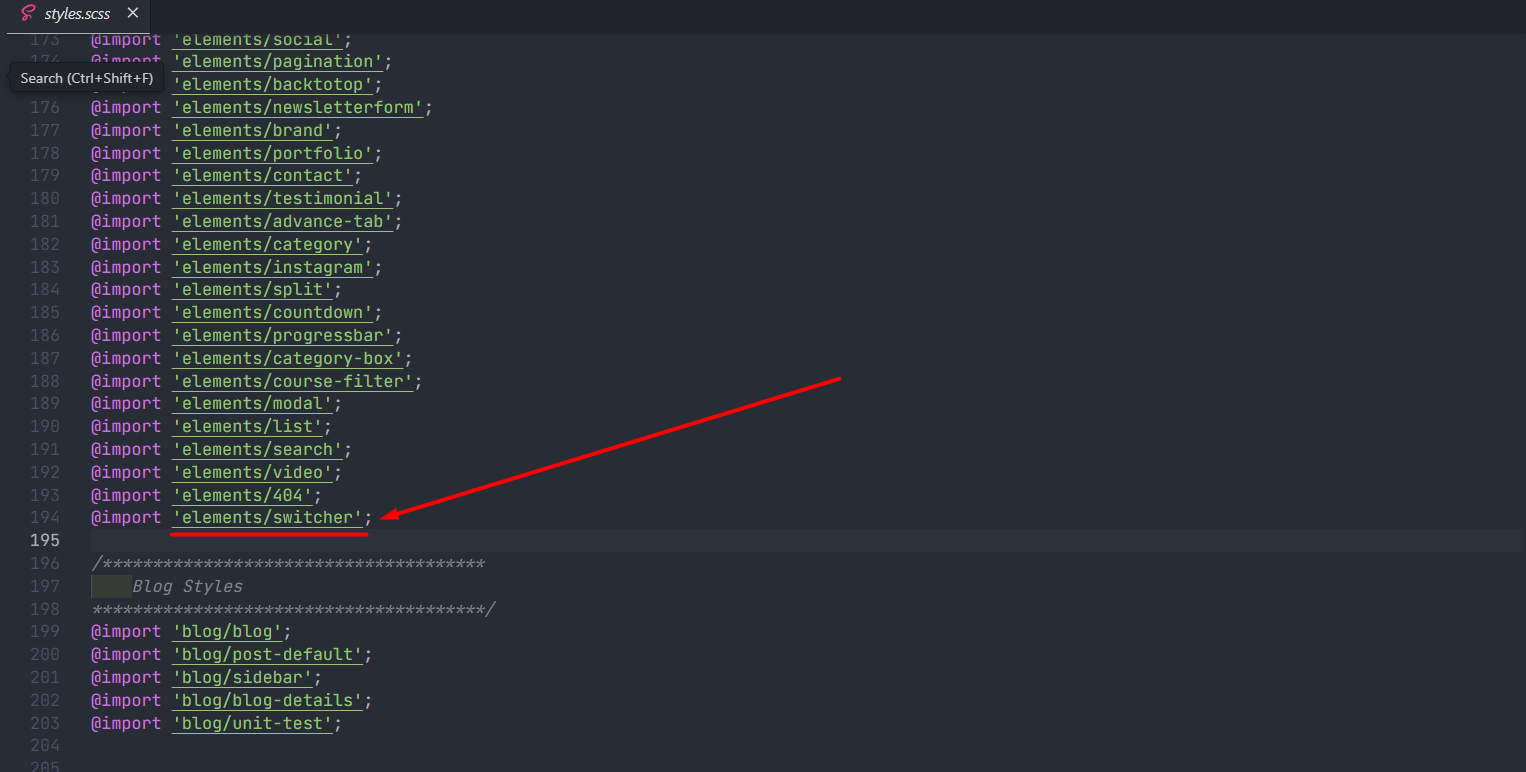 styles.scss
173 @import 'elements/social';
174 @import 'elements/pagination';
Search (Ctrl+Shift+F)
'elements/backtotop';
176 @import 'elements/newsletterform';
177 @import 'elements/brand';
178 @import 'elements/portfolio';
179 @import 'elements/contact';
180 @import 'elements/testimonial';
181 @import 'elements/advance-tab';
182 @import 'elements/category';
183 @import 'elements/instagram';
184 @import 'elements/split';
185 @import 'elements/countdown';
186 @import 'elements/progressbar';
187 @import 'elements/category-box';
188 @import 'elements/course-filter';
189 @import 'elements/modal';
190 @import 'elements/list';
191 @import 'elements/search';
192 @import 'elements/video';
193 @import 'elements/404';
194 @import 'elements/switcher';
195
196 /**************************************
197     Blog Styles
198 ***************************************/
199 @import 'blog/blog';
200 @import 'blog/post-default';
201 @import 'blog/sidebar';
202 @import 'blog/blog-details';
203 @import 'blog/unit-test';
204
205